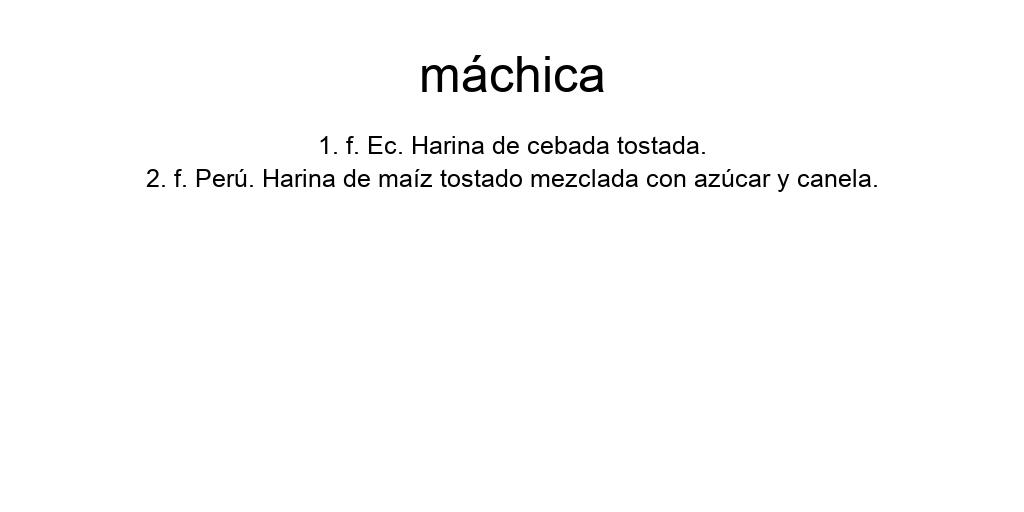 máchica
1. f. Ec. Harina de cebada tostada.
2. f. Perú. Harina de maíz tostado mezclada con azúcar y canela.